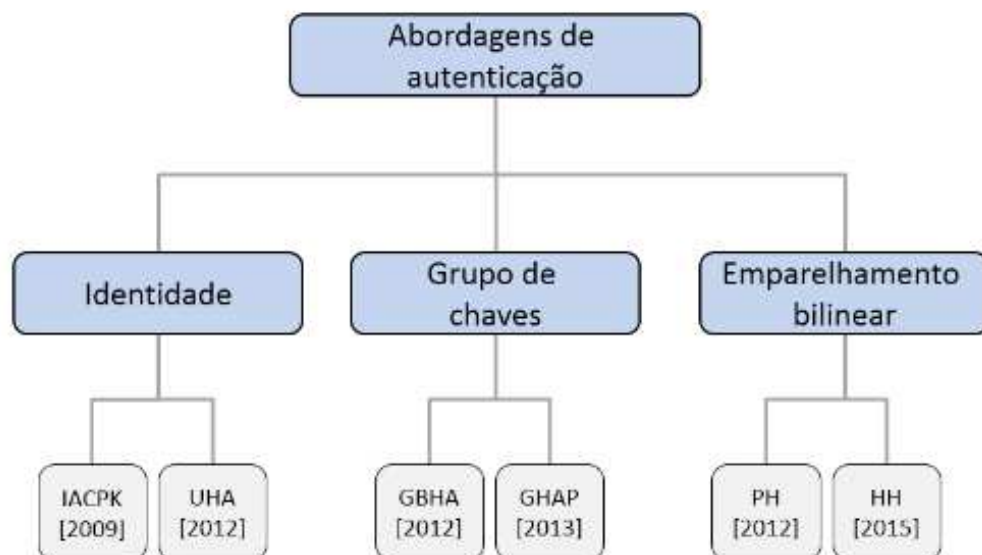 Abordagens de
autenticação
Identidade
Grupo de
chaves
Emparelhamento
bilinear
IACPK
[2009]
UHA
[2012]
GBHA
[2012]
GHAP
[2013]
PH
[2012]
HH
[2015]